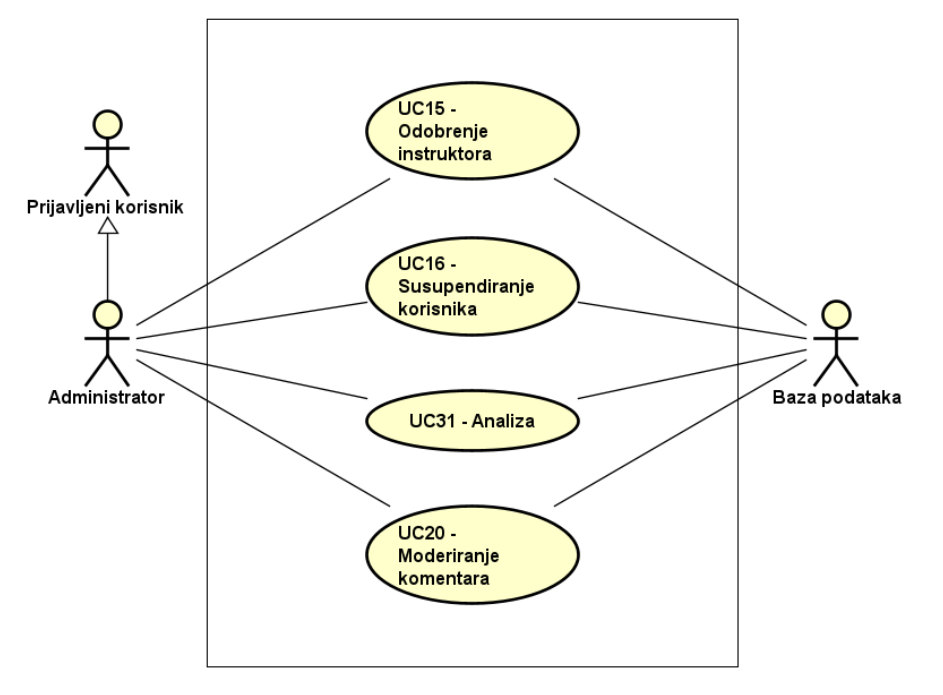 UC15 -
Odobrenje
instruktora
Prijavljeni korisnik
UC16 -
Susupendiranje
korisnika
Administrator
Baza podataka
UC31 - Analiza
UC20 -
Moderiranje
komentara